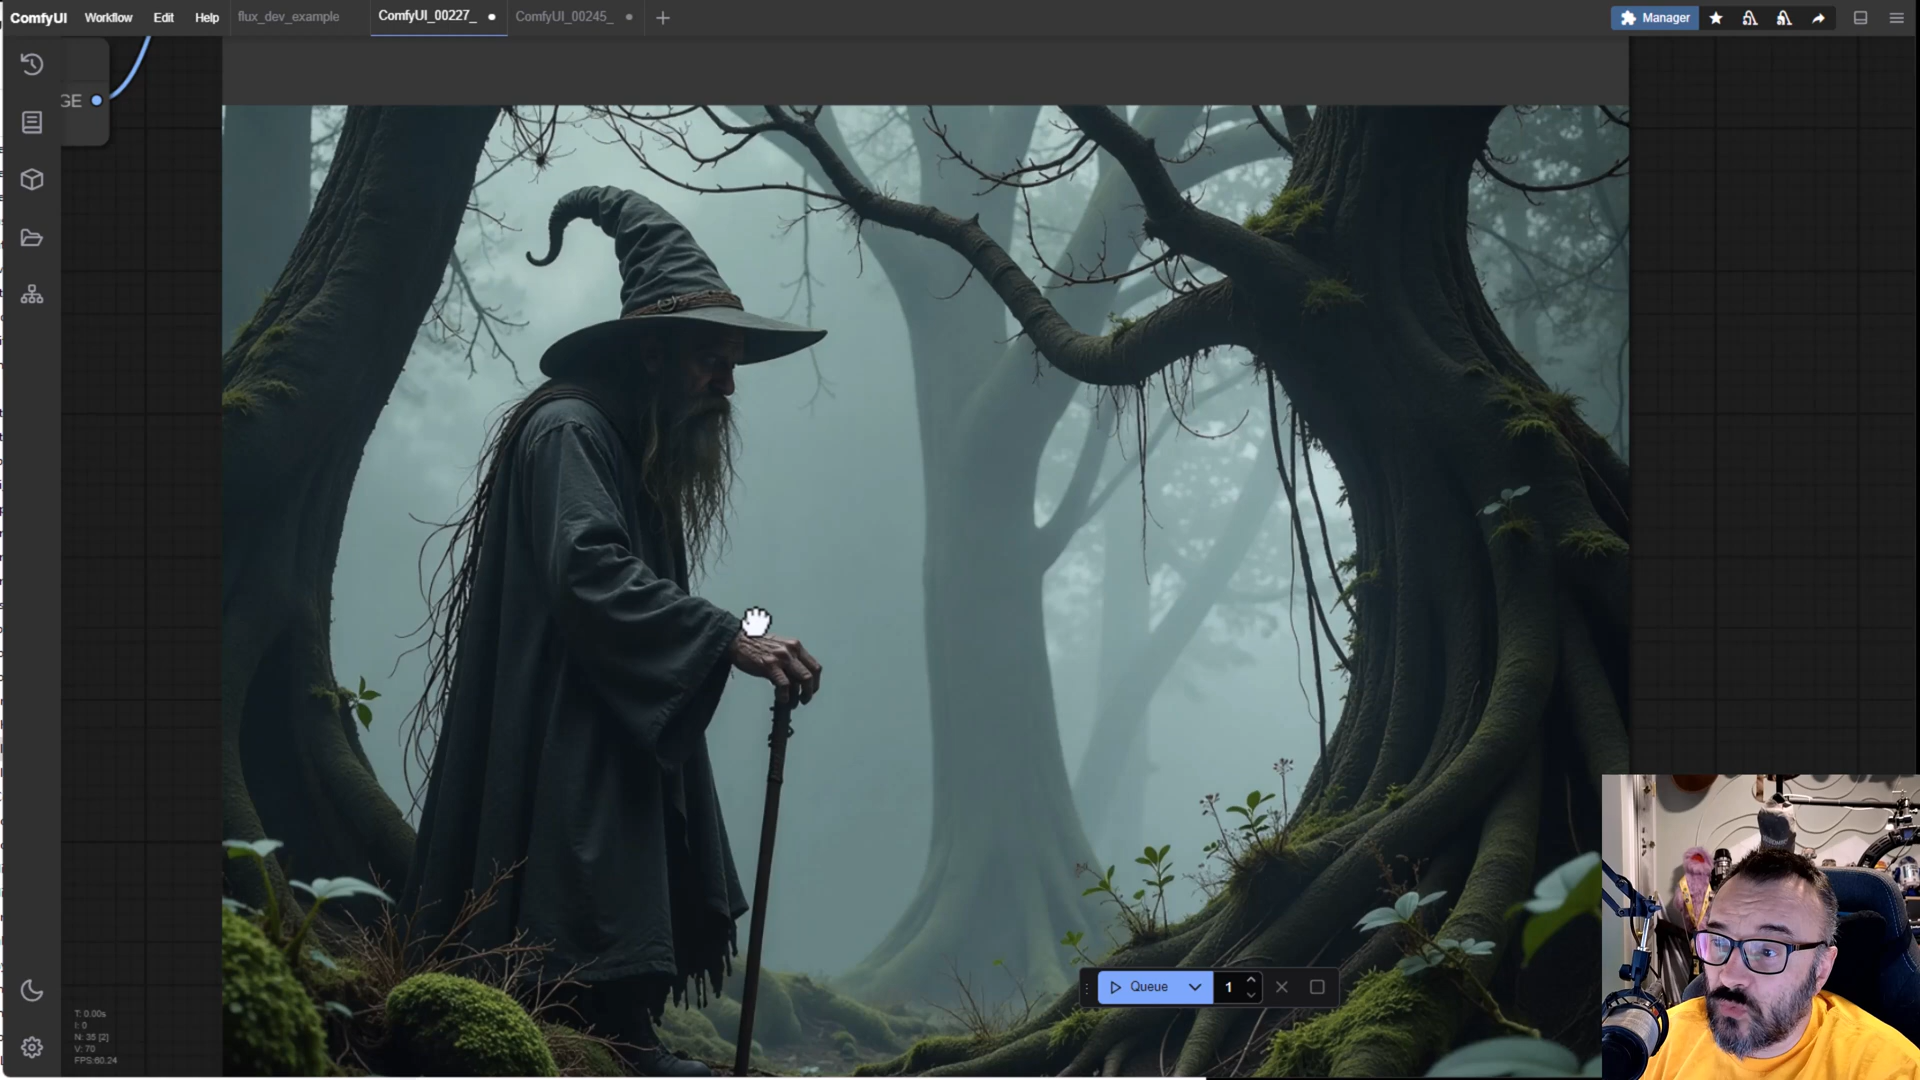 ComfyUI Workflow Edit Help flux_dev_example ComfyUI_00227_ ComfyUI_00245_ Manager
GE
Queue 1
T: 0.00s
I: 0
N: 35 [2]
V: 70
FPS:60.24